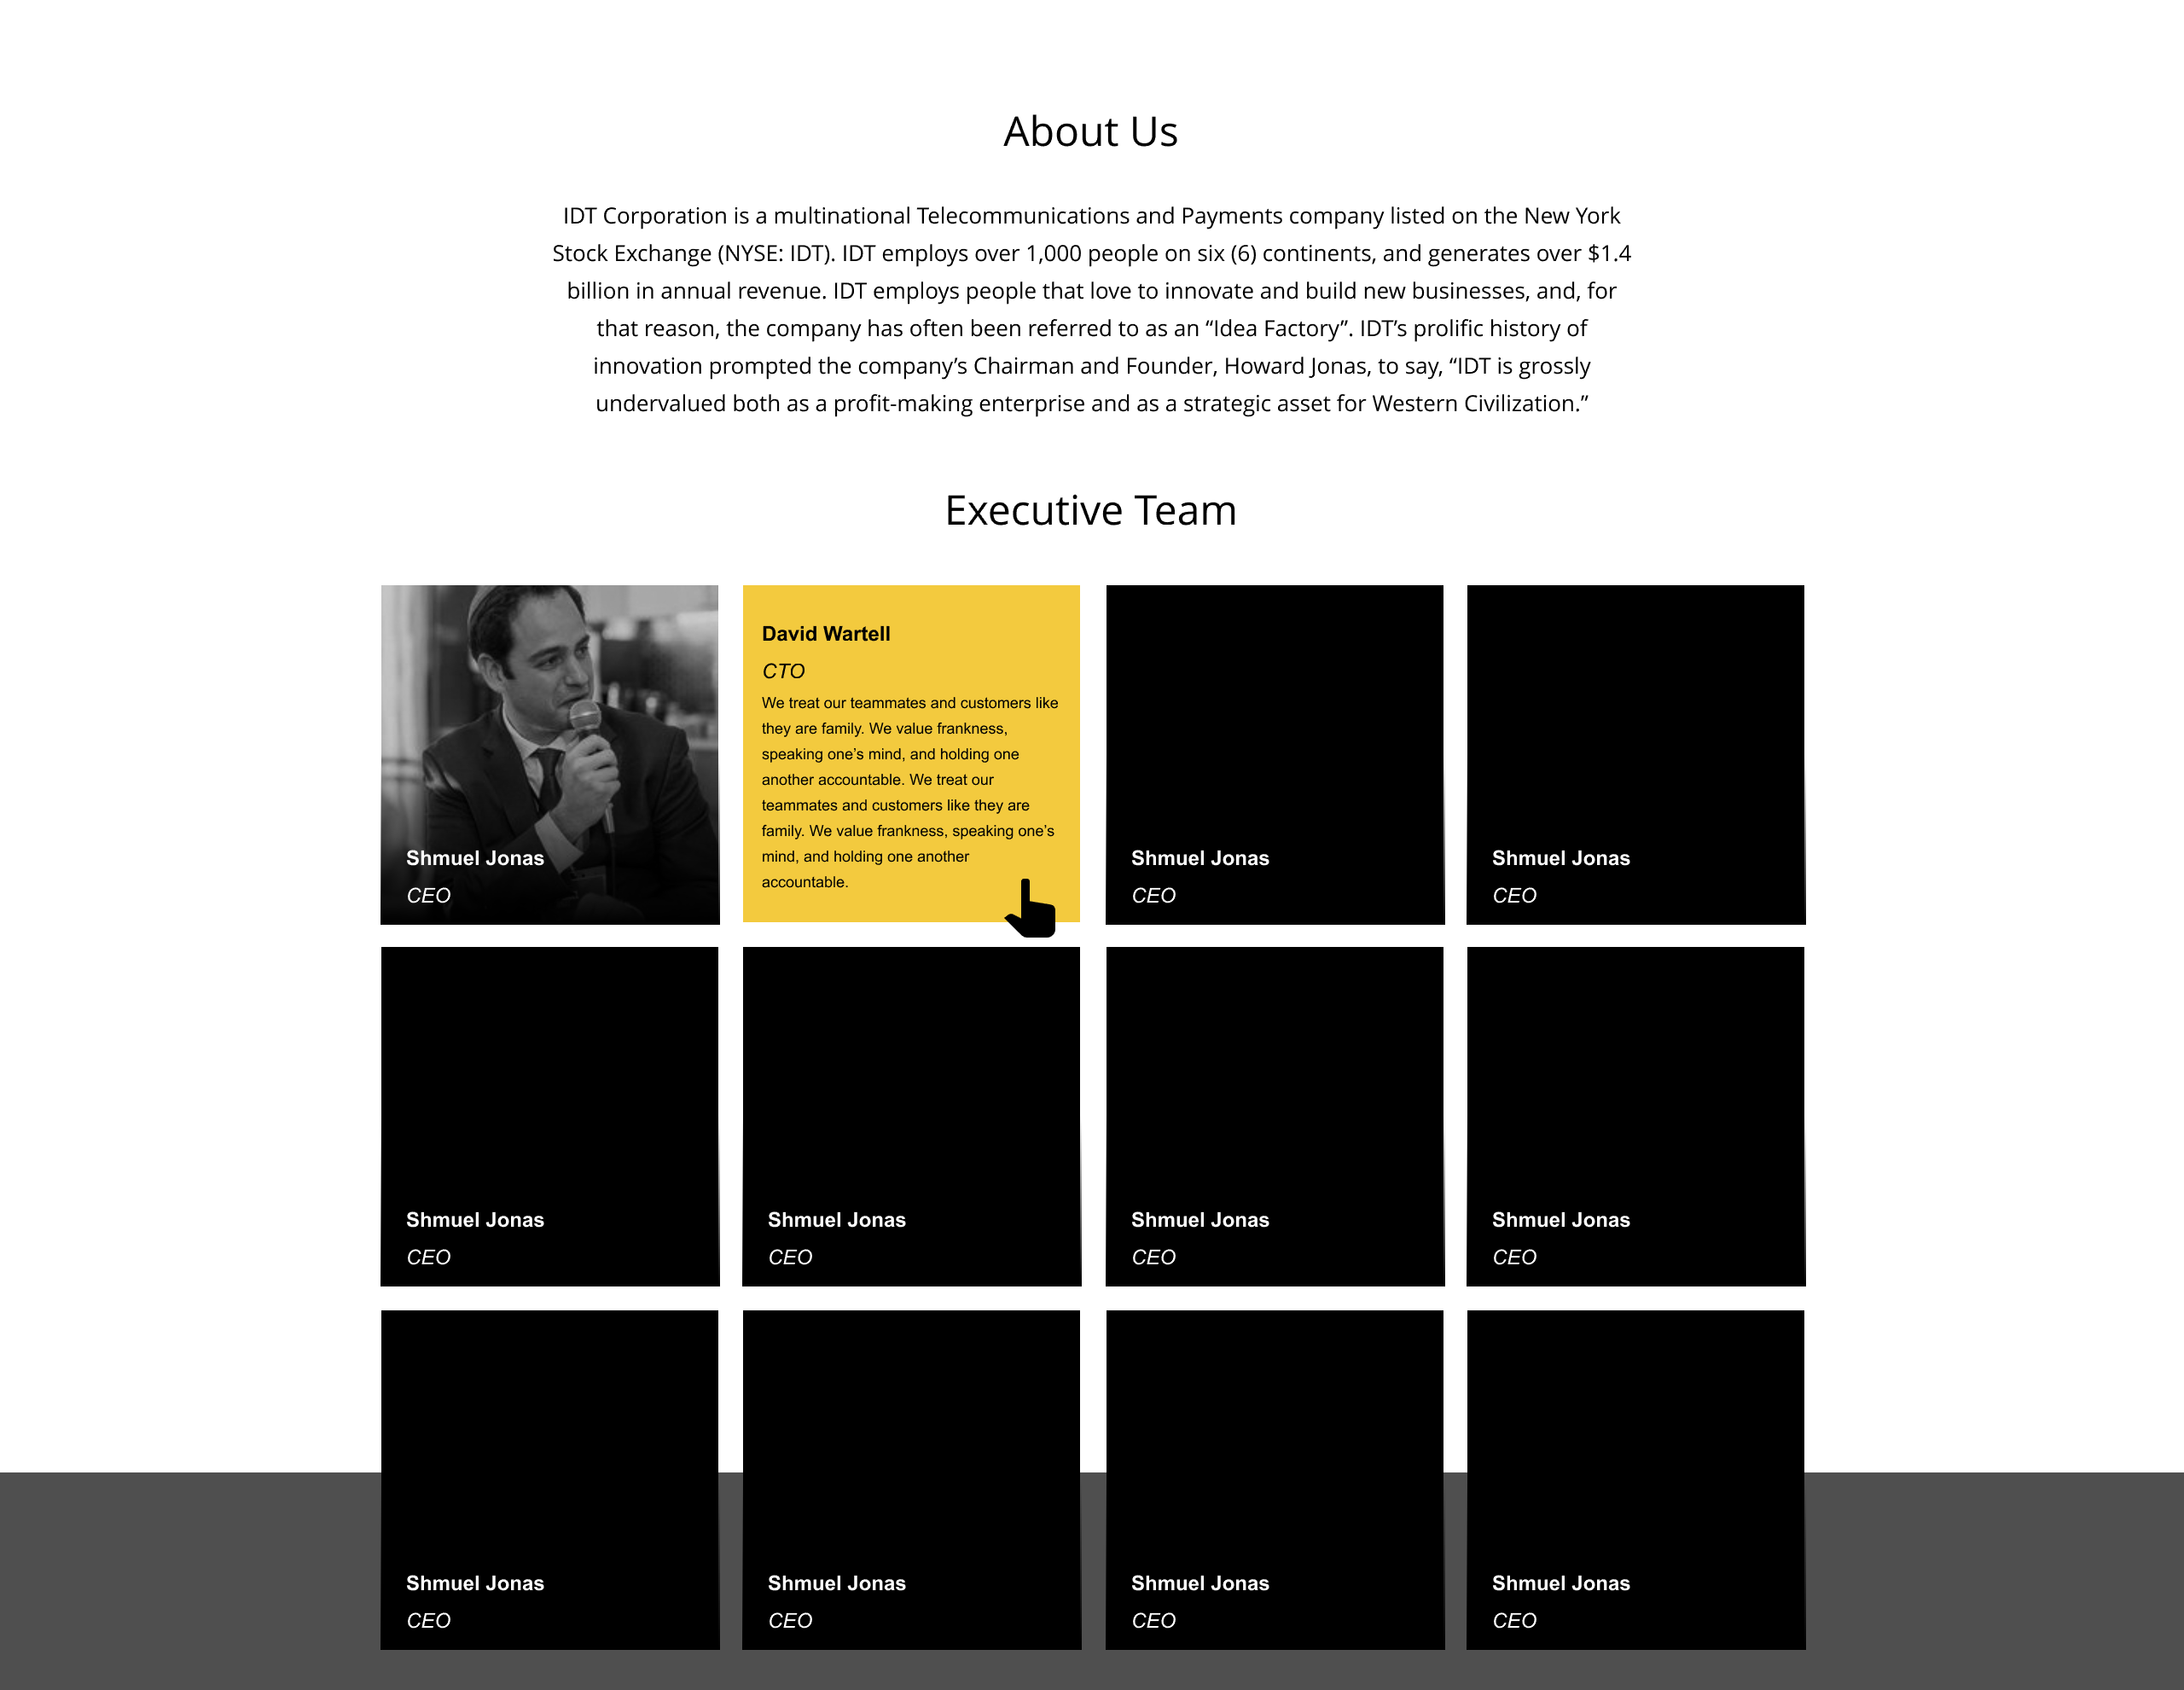 About Us
IDT Corporation is a multinational Telecommunications and Payments company listed on the New York
Stock Exchange (NYSE: IDT). IDT employs over 1,000 people on six (6) continents, and generates over $1.4
billion in annual revenue. IDT employs people that love to innovate and build new businesses, and, for
that reason, the company has often been referred to as an “Idea Factory”. IDT’s prolific history of
innovation prompted the company’s Chairman and Founder, Howard Jonas, to say, “IDT is grossly
undervalued both as a profit-making enterprise and as a strategic asset for Western Civilization.”
Executive Team
Shmuel Jonas
CEO
David Wartell
CTO
We treat our teammates and customers like
they are family. We value frankness,
speaking one’s mind, and holding one
another accountable. We treat our
teammates and customers like they are
family. We value frankness, speaking one’s
mind, and holding one another
accountable.
Shmuel Jonas
CEO
Shmuel Jonas
CEO
Shmuel Jonas
CEO
Shmuel Jonas
CEO
Shmuel Jonas
CEO
Shmuel Jonas
CEO
Shmuel Jonas
CEO
Shmuel Jonas
CEO
Shmuel Jonas
CEO
Shmuel Jonas
CEO